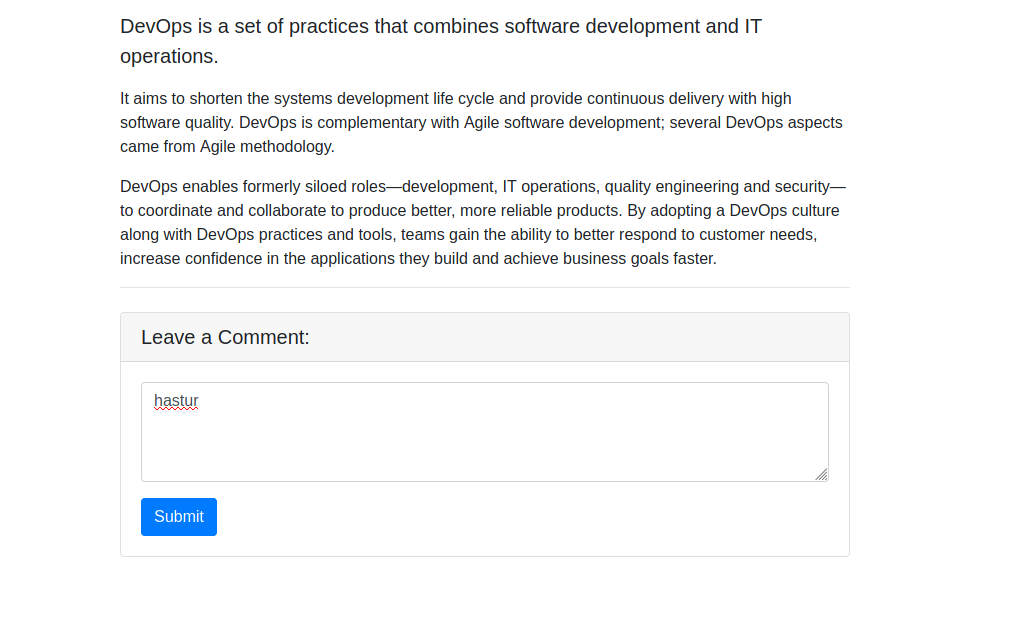 DevOps is a set of practices that combines software development and IT
operations.
It aims to shorten the systems development life cycle and provide continuous delivery with high
software quality. DevOps is complementary with Agile software development; several DevOps aspects
came from Agile methodology.
DevOps enables formerly siloed roles—development, IT operations, quality engineering and security—
to coordinate and collaborate to produce better, more reliable products. By adopting a DevOps culture
along with DevOps practices and tools, teams gain the ability to better respond to customer needs,
increase confidence in the applications they build and achieve business goals faster.
Leave a Comment:
hastur
Submit